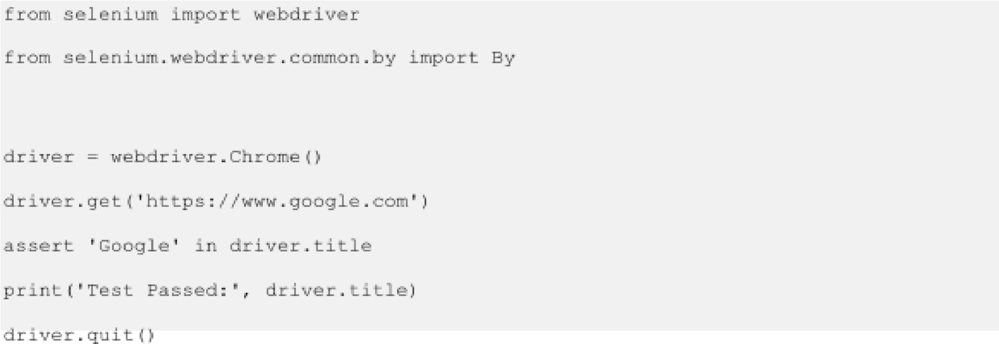 from selenium import webdriver
from selenium.webdriver.common.by import By
driver = webdriver.Chrome()
driver.get('https://www.google.com')
assert 'Google' in driver.title
print('Test Passed:', driver.title)
driver.quit()